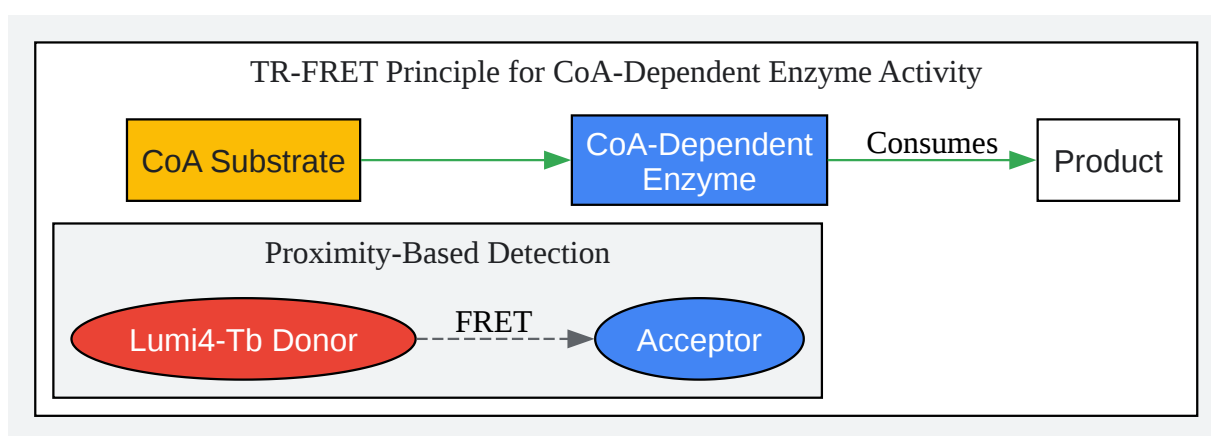 TR-FRET Principle for CoA-Dependent Enzyme Activity
CoA Substrate
CoA-Dependent
Enzyme
Consumes
Product
Proximity-Based Detection
Lumi4-Tb Donor
FRET
Acceptor